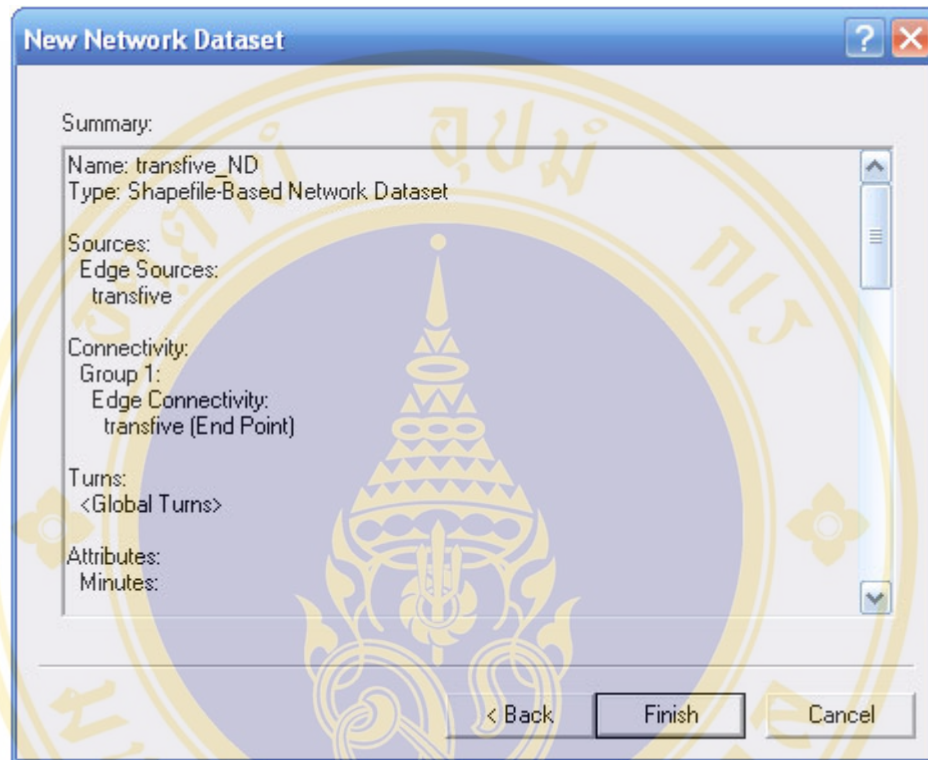 New Network Dataset
Summary:
Name: transfive_ND
Type: Shapefile-Based Network Dataset
Sources:
Edge Sources:
transfive
Connectivity:
Group 1:
Edge Connectivity:
transfive (End Point)
Turns:
<Global Turns>
Attributes:
Minutes:
< Back
Finish
Cancel